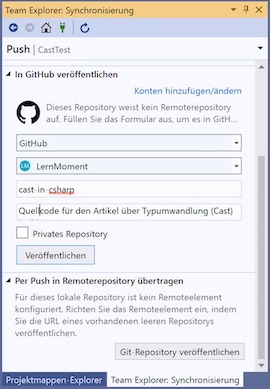 Team Explorer: Synchronisierung
Push | CastTest
In GitHub veröffentlichen
Konten hinzufügen/ändern
Dieses Repository weist kein Remoterepository
auf. Füllen Sie das Formular aus, um es in GitH...
GitHub
LM LernMoment
cast-in-csharp
Quellcode für den Artikel über Typumwandlung (Cast)
Privates Repository
Veröffentlichen
Per Push in Remoterepository übertragen
Für dieses lokale Repository ist kein Remoteelement
konfiguriert. Richten Sie das Remoteelement ein, indem
Sie die URL eines vorhandenen leeren Repositorys
veröffentlichen.
Git-Repository veröffentlichen
Projektmappen-Explorer Team Explorer: Synchronisierung